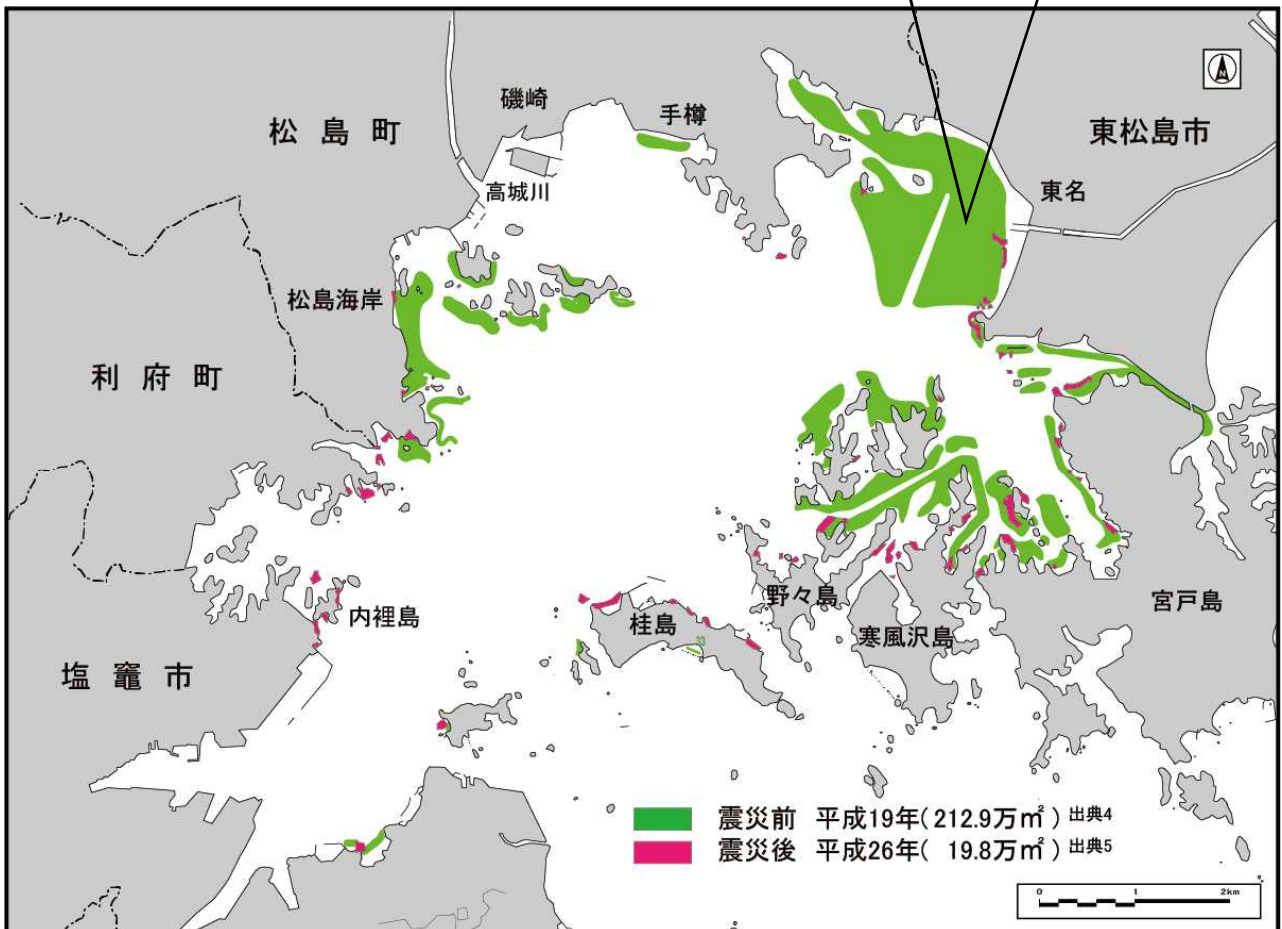 磯崎
手樽
松島町
東松島市
高城川
東名
松島海岸
利府町
内裡島
野々島
桂島
33
寒風沢島
宮戸島
塩竈市
震災前 平成19年(212.9万㎡) 出典4
震災後 平成26年( 19.8万㎡) 出典5
0 1 2km
N